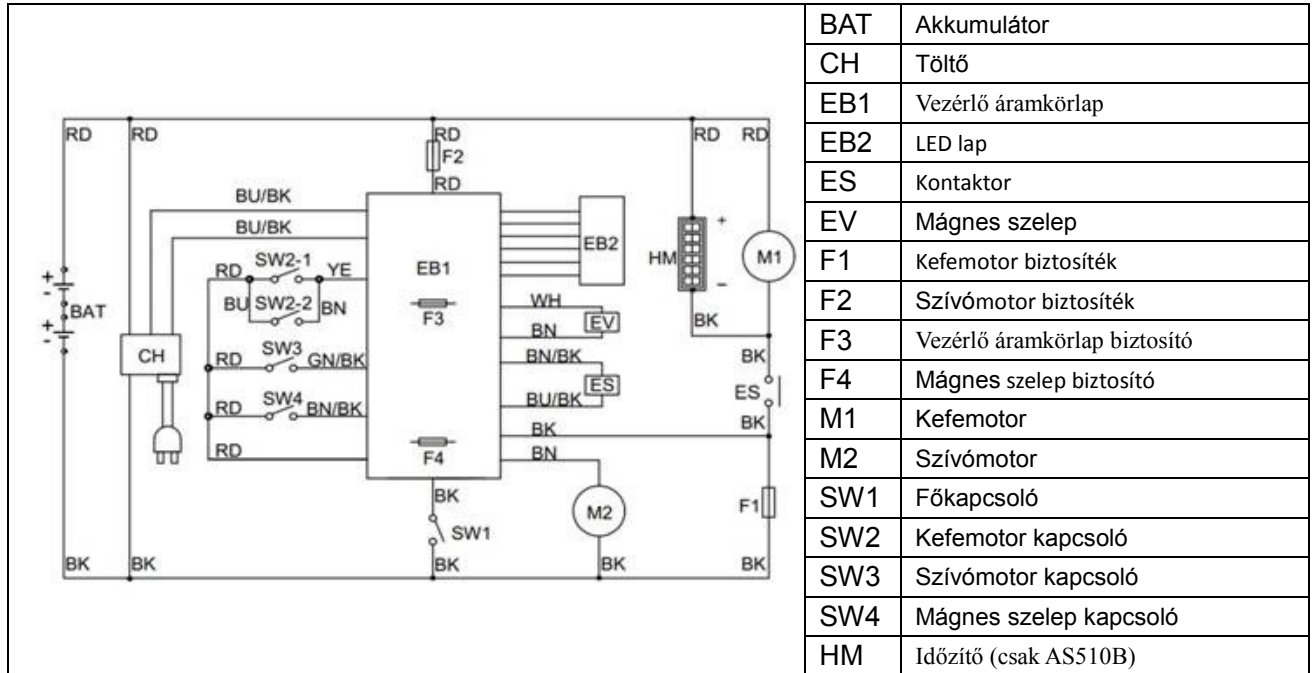 RD RD RD RD RD
F2
RD
BU/BK
BU/BK
EB2
SW2-1
RD YE
EB1
HM + M1
BU SW2-2 BN
F3
WH
EV
BN
−
BK
+
-
BAT
+
-
CH
SW3
RD GN/BK
BN/BK
ES
BU/BK
BK
ES
SW4
RD BN/BK
BK
BK
RD
F4
BN
BK
M2
F1
SW1
BK BK BK BK BK
BAT Akkumulátor
CH Töltő
EB1 Vezérlő áramkörlap
EB2 LED lap
ES Kontaktor
EV Mágnes szelep
F1 Kefemotor biztosíték
F2 Szívómotor biztosíték
F3 Vezérlő áramkörlap biztosító
F4 Mágnes szelep biztosító
M1 Kefemotor
M2 Szívómotor
SW1 Főkapcsoló
SW2 Kefemotor kapcsoló
SW3 Szívómotor kapcsoló
SW4 Mágnes szelep kapcsoló
HM Időzítő (csak AS510B)